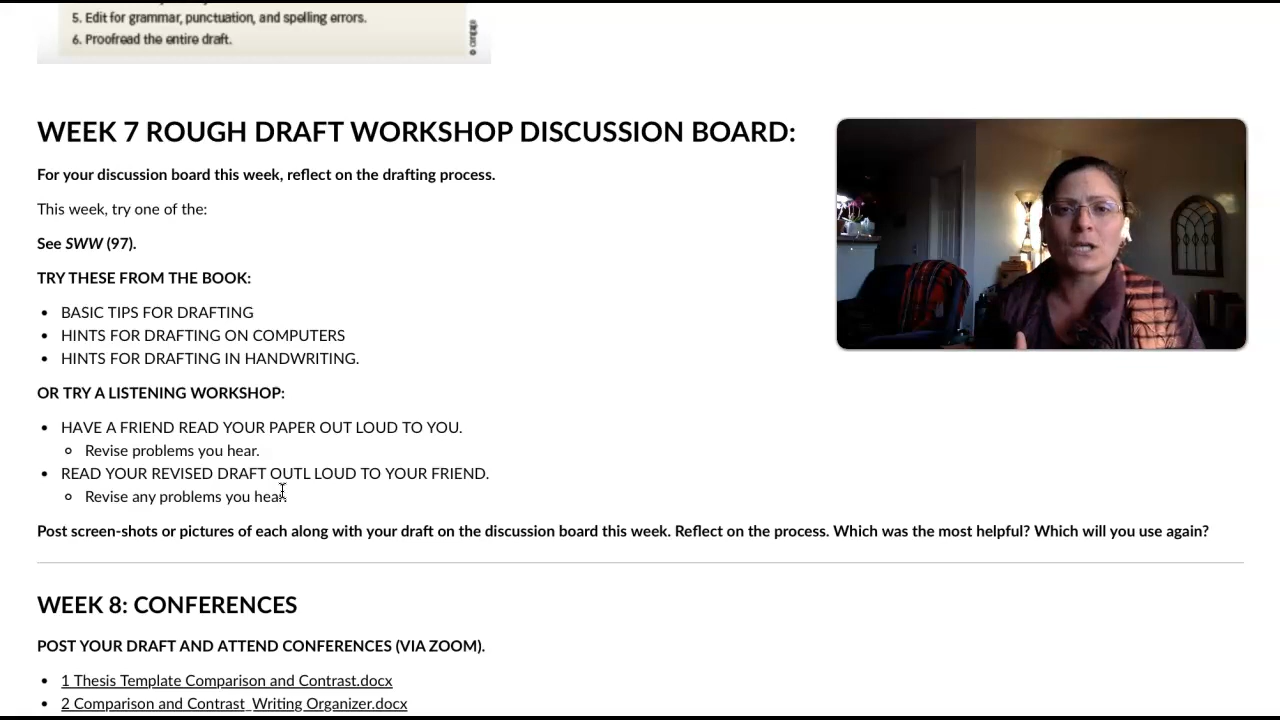 5. Edit for grammar, punctuation, and spelling errors.
6. Proofread the entire draft.
WEEK 7 ROUGH DRAFT WORKSHOP DISCUSSION BOARD:
For your discussion board this week, reflect on the drafting process.
This week, try one of the:
See SWW (97).
TRY THESE FROM THE BOOK:
• BASIC TIPS FOR DRAFTING
• HINTS FOR DRAFTING ON COMPUTERS
• HINTS FOR DRAFTING IN HANDWRITING.
OR TRY A LISTENING WORKSHOP:
• HAVE A FRIEND READ YOUR PAPER OUT LOUD TO YOU.
◦ Revise problems you hear.
• READ YOUR REVISED DRAFT OUTL LOUD TO YOUR FRIEND.
◦ Revise any problems you hear.
Post screen-shots or pictures of each along with your draft on the discussion board this week. Reflect on the process. Which was the most helpful? Which will you use again?
WEEK 8: CONFERENCES
POST YOUR DRAFT AND ATTEND CONFERENCES (VIA ZOOM).
• 1 Thesis Template Comparison and Contrast.docx
• 2 Comparison and Contrast_Writing Organizer.docx